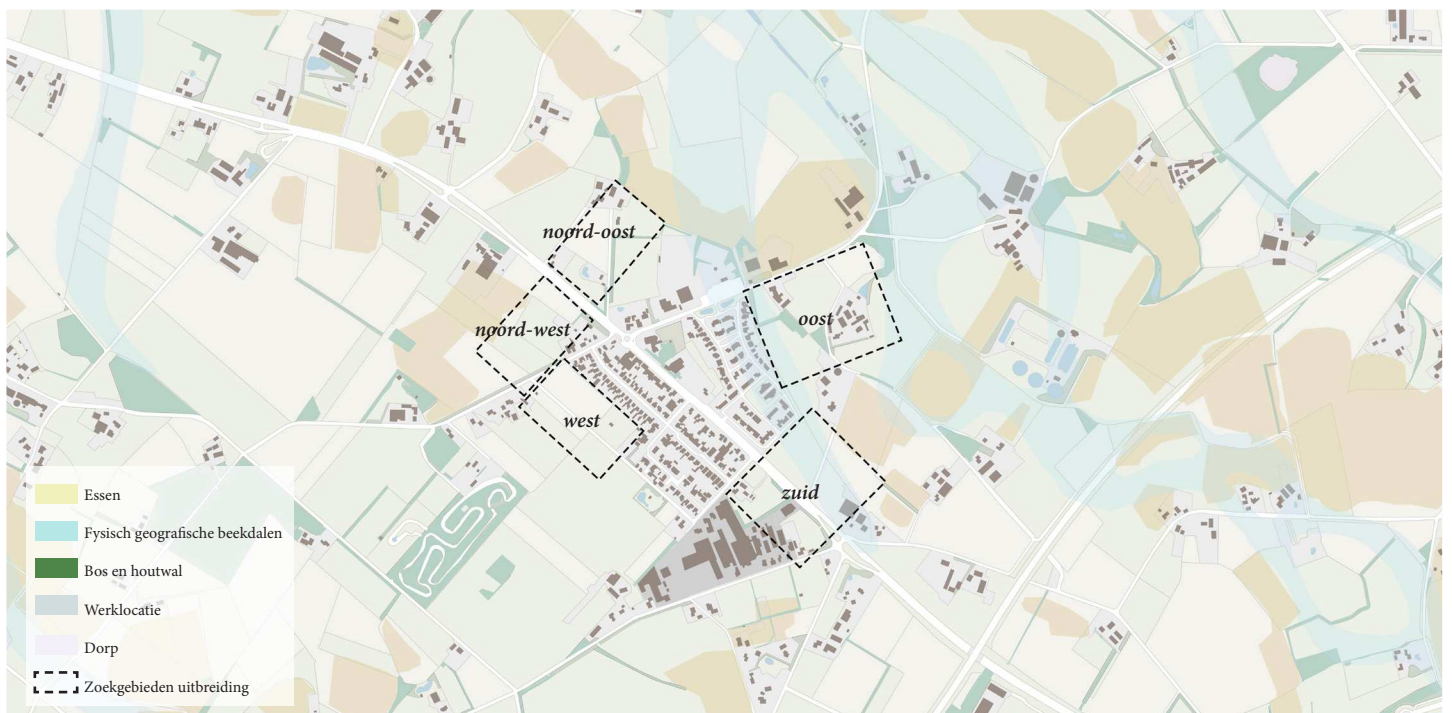 noord-oost
noord-west
oost
west
zuid
Essen
Fysisch geografische beekdalen
Bos en houtwal
Werklocatie
Dorp
Zoekgebieden uitbreiding